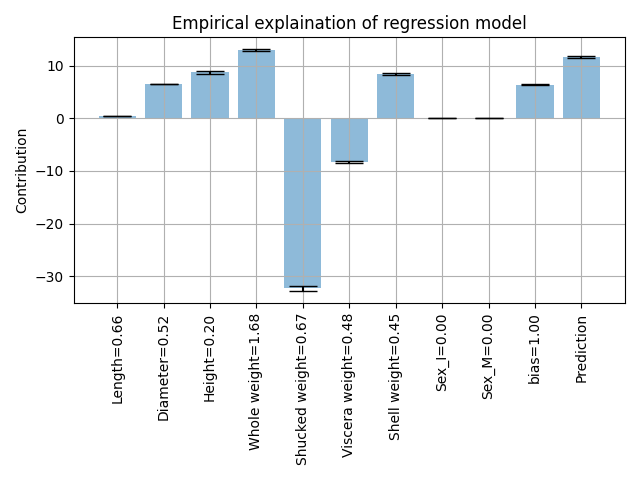 Empirical explaination of regression model
10
0
−10
−20
−30
Contribution
Length=0.66
Diameter=0.52
Height=0.20
Whole weight=1.68
Shucked weight=0.67
Viscera weight=0.48
Shell weight=0.45
Sex_I=0.00
Sex_M=0.00
bias=1.00
Prediction